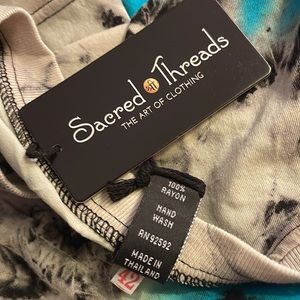 Sacred Threads
THE ART OF CLOTHING
100%
RAYON
HAND
WASH
RN 92592
MADE IN
THAILAND
42